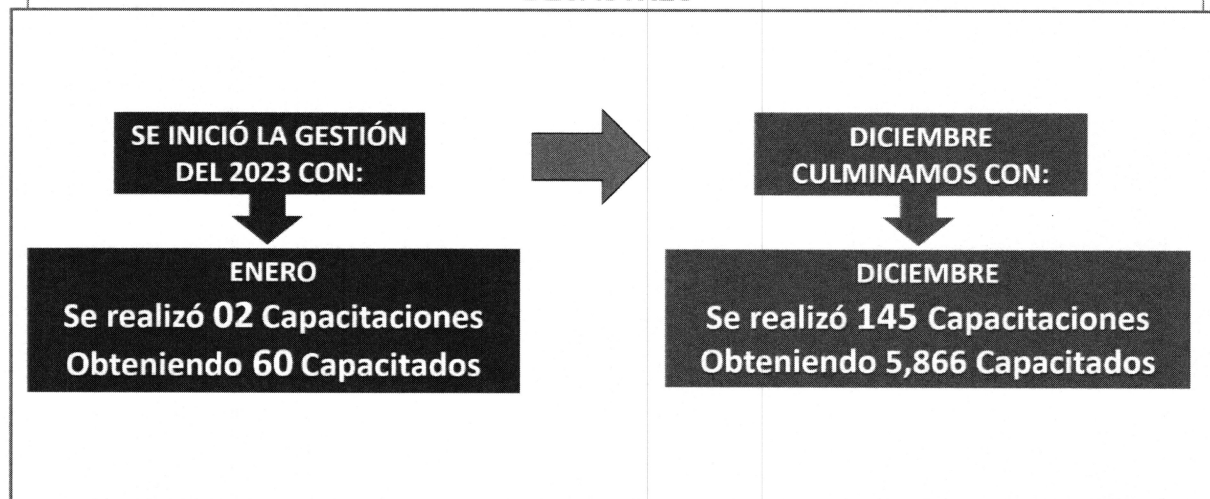 SE INICIÓ LA GESTIÓN
DEL 2023 CON:
ENERO
Se realizó 02 Capacitaciones
Obteniendo 60 Capacitados
DICIEMBRE
CULMINAMOS CON:
DICIEMBRE
Se realizó 145 Capacitaciones
Obteniendo 5,866 Capacitados